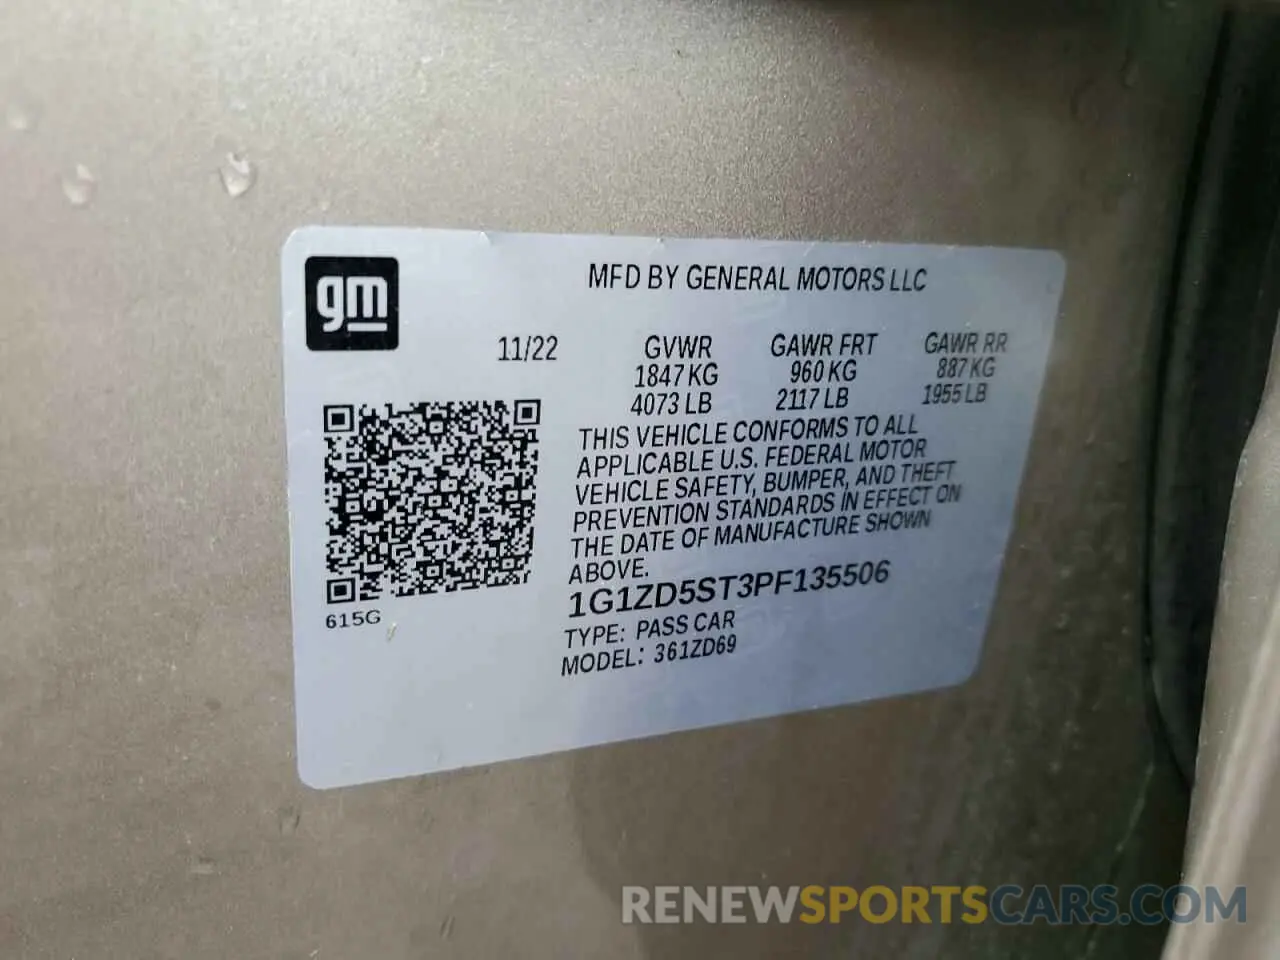 gm
MFD BY GENERAL MOTORS LLC
11/22
GVWR GAWR FRT GAWR RR
1847 KG 960 KG 887 KG
4073 LB 2117 LB 1955 LB
THIS VEHICLE CONFORMS TO ALL
APPLICABLE U.S. FEDERAL MOTOR
VEHICLE SAFETY, BUMPER, AND THEFT
PREVENTION STANDARDS IN EFFECT ON
THE DATE OF MANUFACTURE SHOWN
ABOVE.
1G1ZD5ST3PF135506
TYPE: PASS CAR
MODEL: 361ZD69
615G
RENEWSPORTSCARS.COM